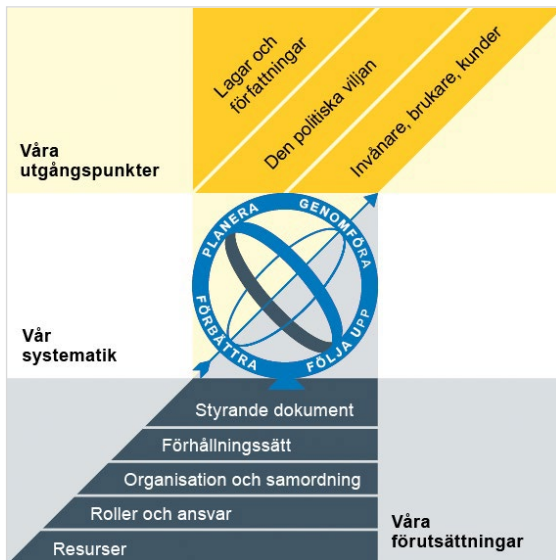 Lagar och
författningar
Den politiska viljan
Invånare, brukare, kunder
Våra
utgångspunkter
PLANERA
GENOMFÖRA
FÖRBÄTTRA
FÖLJA UPP
Vår
systematik
Styrande dokument
Förhållningssätt
Organisation och samordning
Roller och ansvar
Resurser
Våra
förutsättningar